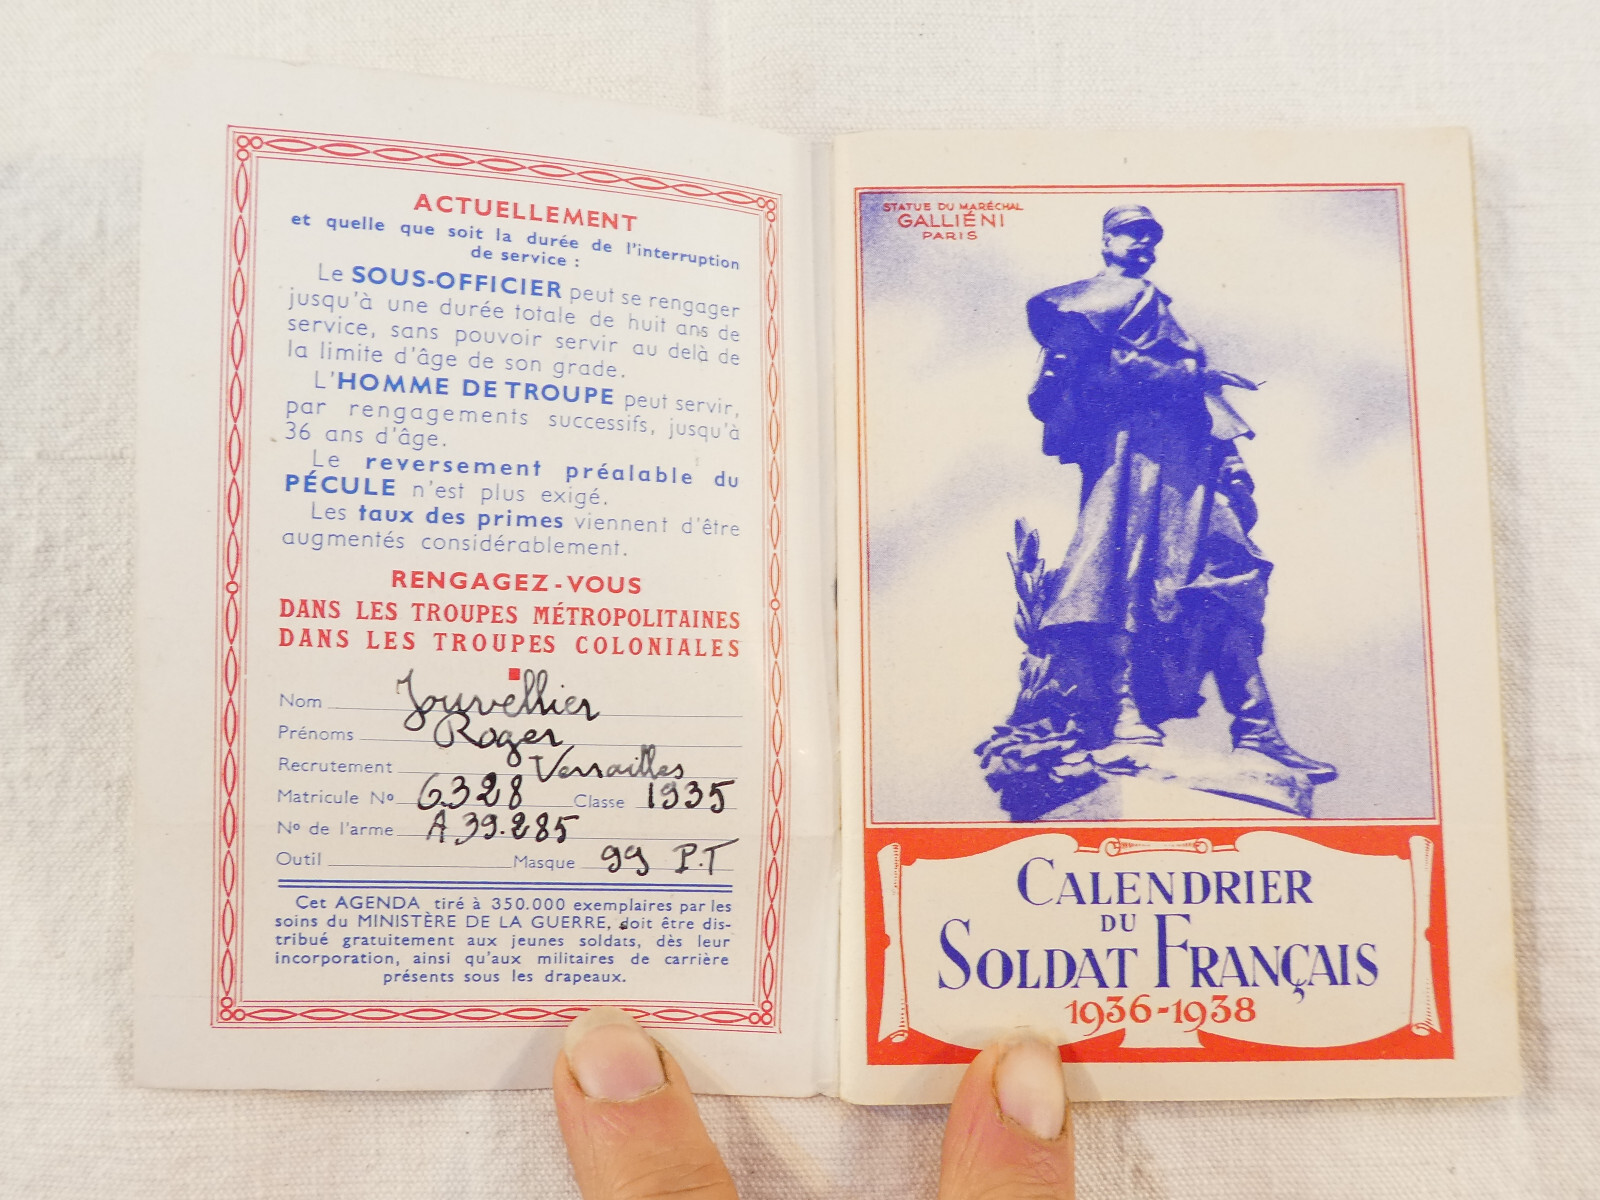 ACTUELLEMENT
et quelle que soit la durée de l'interruption
de service :
Le SOUS-OFFICIER peut se rengager
jusqu'à une durée totale de huit ans de
service, sans pouvoir servir au delà de
la limite d'âge de son grade.
L'HOMME DE TROUPE peut servir,
par rengagements successifs, jusqu'à
36 ans d'âge.
Le reversement préalable du
PÉCULE n'est plus exigé.
Les taux des primes viennent d'être
augmentés considérablement.
RENGAGEZ-VOUS
DANS LES TROUPES MÉTROPOLITAINES
DANS LES TROUPES COLONIALES
Nom Jouvellier
Prénoms Roger
Recrutement Versailles
Matricule No 6328 Classe 1935
No de l'arme A 39.285
Outil Masque 99 P.T
Cet AGENDA tiré à 350.000 exemplaires par les
soins du MINISTÈRE DE LA GUERRE, doit être dis-
tribué gratuitement aux jeunes soldats, dès leur
incorporation, ainsi qu'aux militaires de carrière
présents sous les drapeaux.
STATUE DU MARÉCHAL
GALLIÉNI
PARIS
CALENDRIER
DU
SOLDAT FRANÇAIS
1936-1938